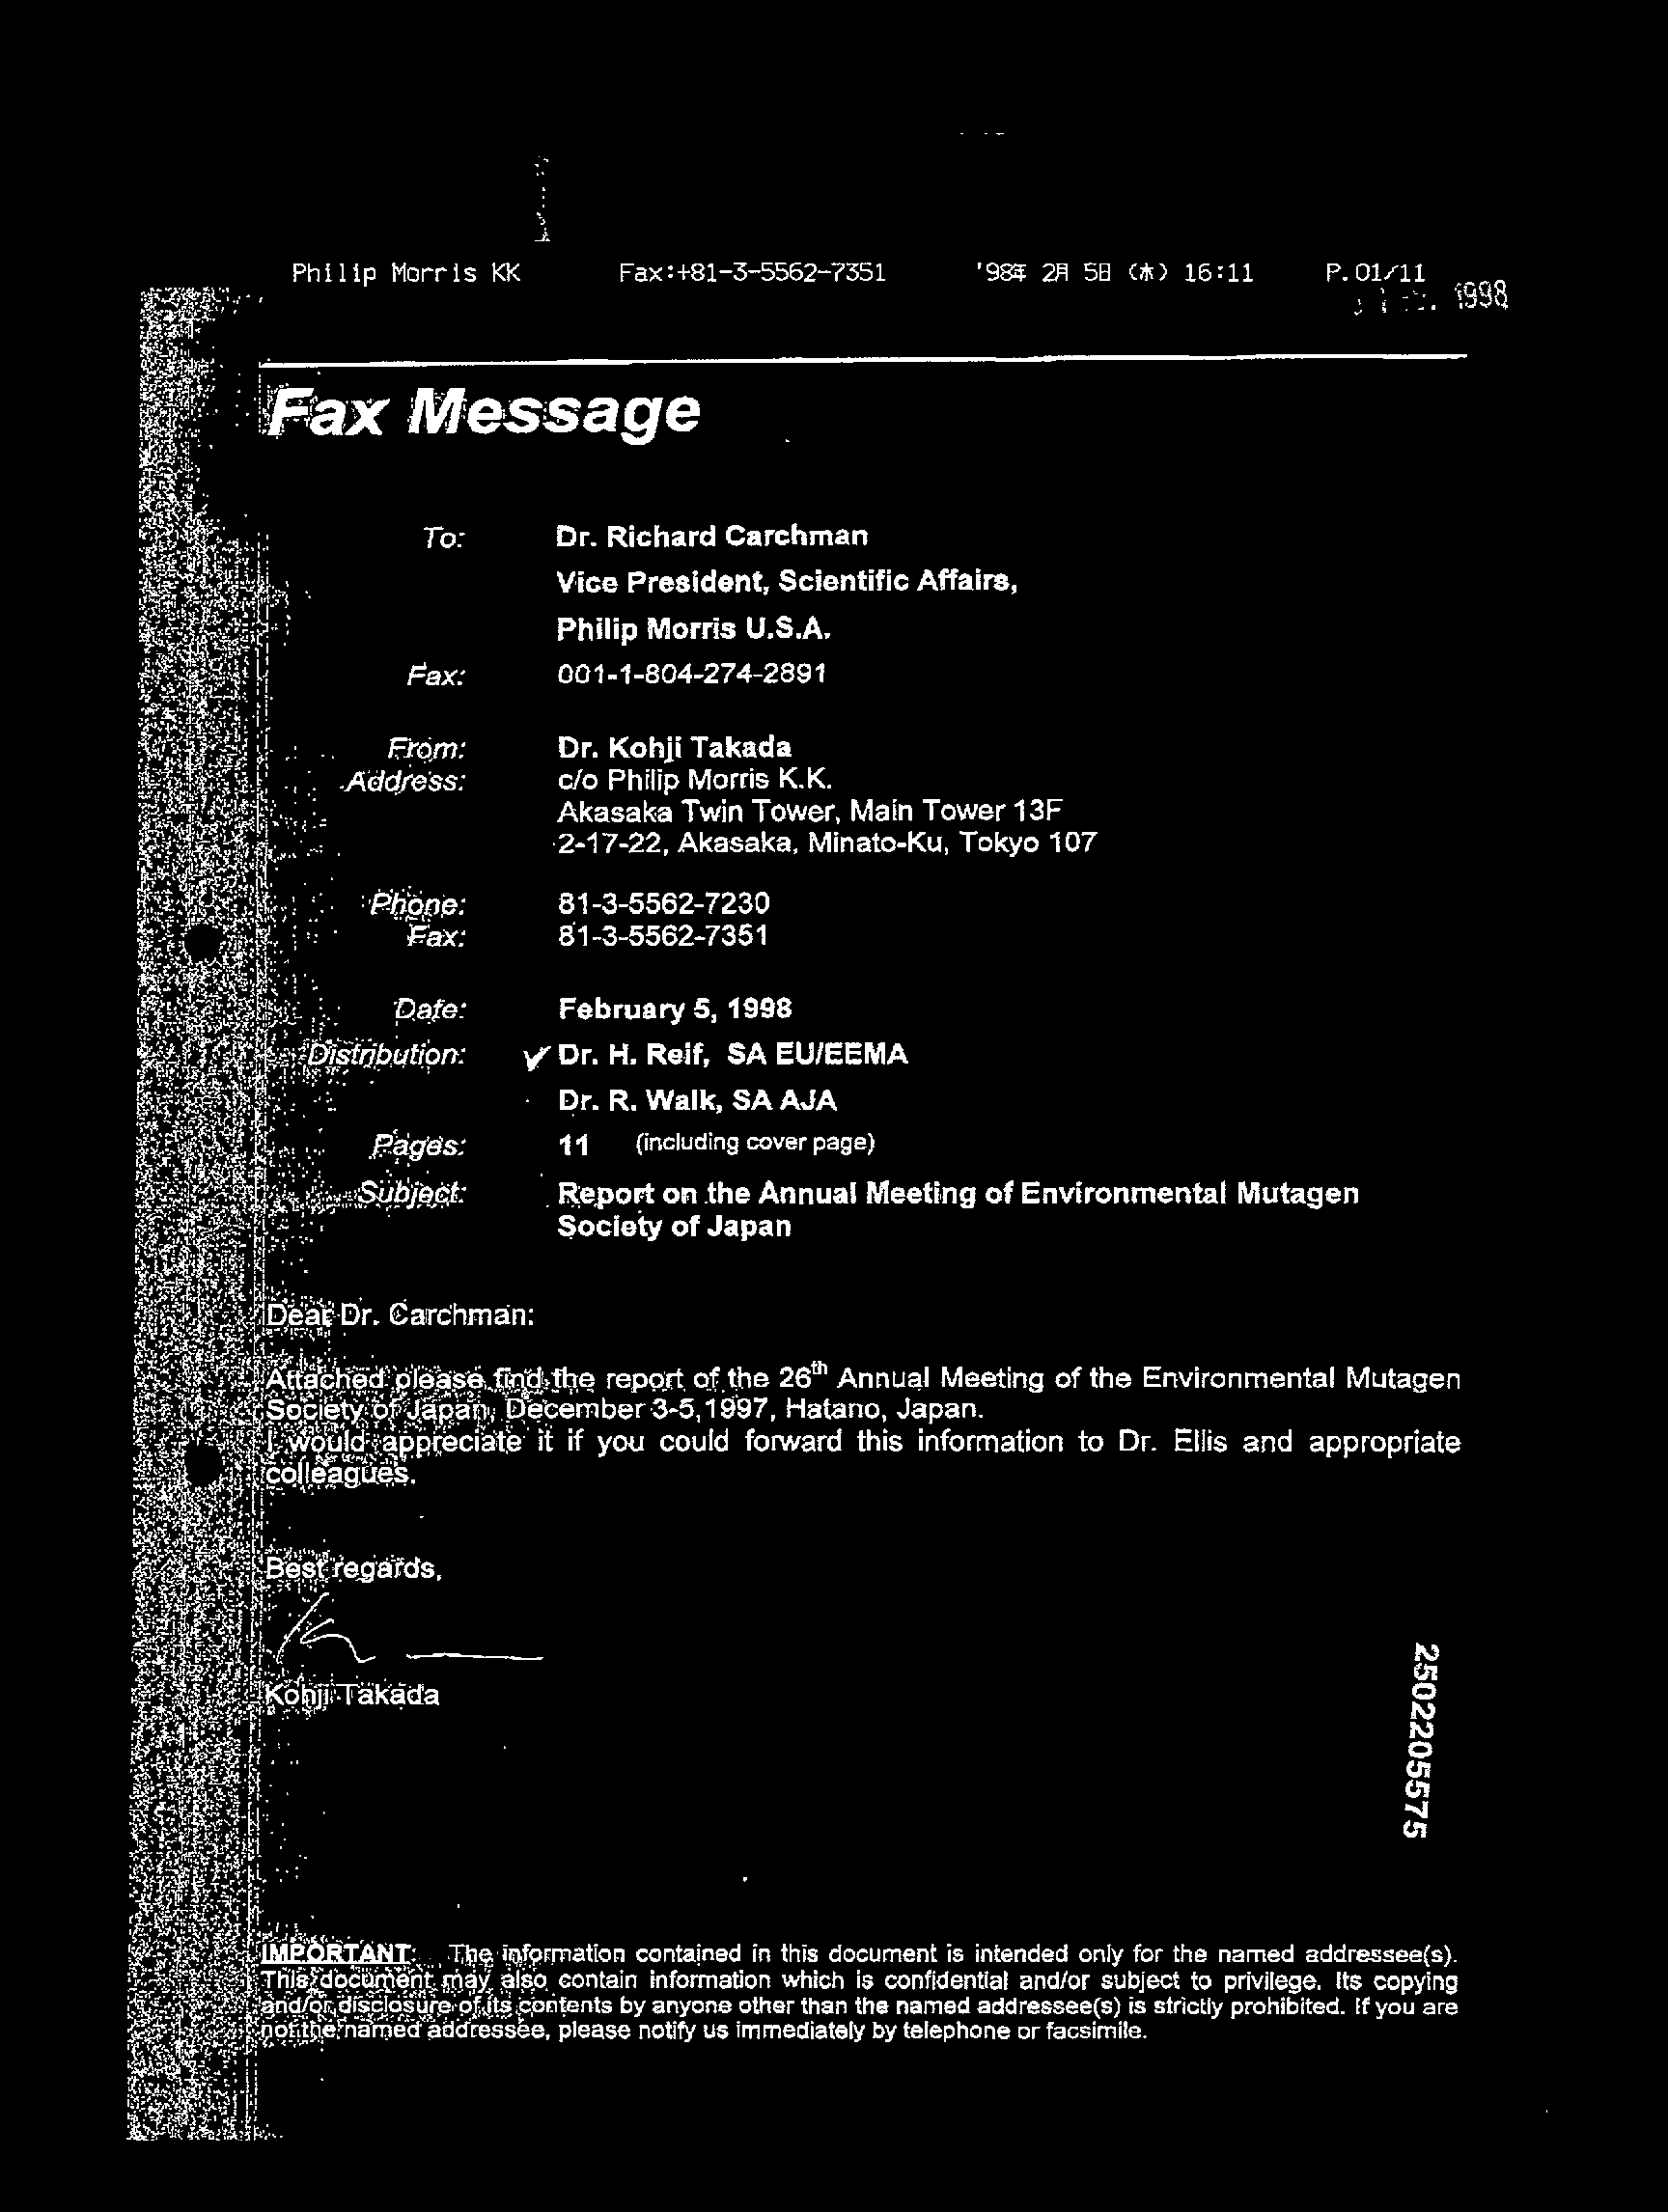 Philip Morris KK Fax:+81-3-5562-7351 '98年 2月 5日 (木) 16:11 P.01/11
1998
Fax Message
To: Dr. Richard Carchman
Vice President, Scientific Affairs,
Philip Morris U.S.A.
Fax: 001-1-804-274-2891
From: Dr. Kohji Takada
Address: c/o Philip Morris K.K.
Akasaka Twin Tower, Main Tower 13F
2-17-22, Akasaka, Minato-Ku, Tokyo 107
Phone: 81-3-5562-7230
Fax: 81-3-5562-7351
Date: February 5, 1998
Distribution: ✓ Dr. H. Reif, SA EU/EEMA
Dr. R. Walk, SA AJA
Pages: 11 (including cover page)
Subject: Report on the Annual Meeting of Environmental Mutagen
Society of Japan
Dear Dr. Carchman:
Attached please find the report of the 26th Annual Meeting of the Environmental Mutagen
Society of Japan, December 3-5,1997, Hatano, Japan.
I would appreciate it if you could forward this information to Dr. Ellis and appropriate
colleagues.
Best regards,
Kohji Takada
2502205575
IMPORTANT: The information contained in this document is intended only for the named addressee(s).
This document may also contain information which is confidential and/or subject to privilege. Its copying
and/or disclosure of its contents by anyone other than the named addressee(s) is strictly prohibited. If you are
not the named addressee, please notify us immediately by telephone or facsimile.